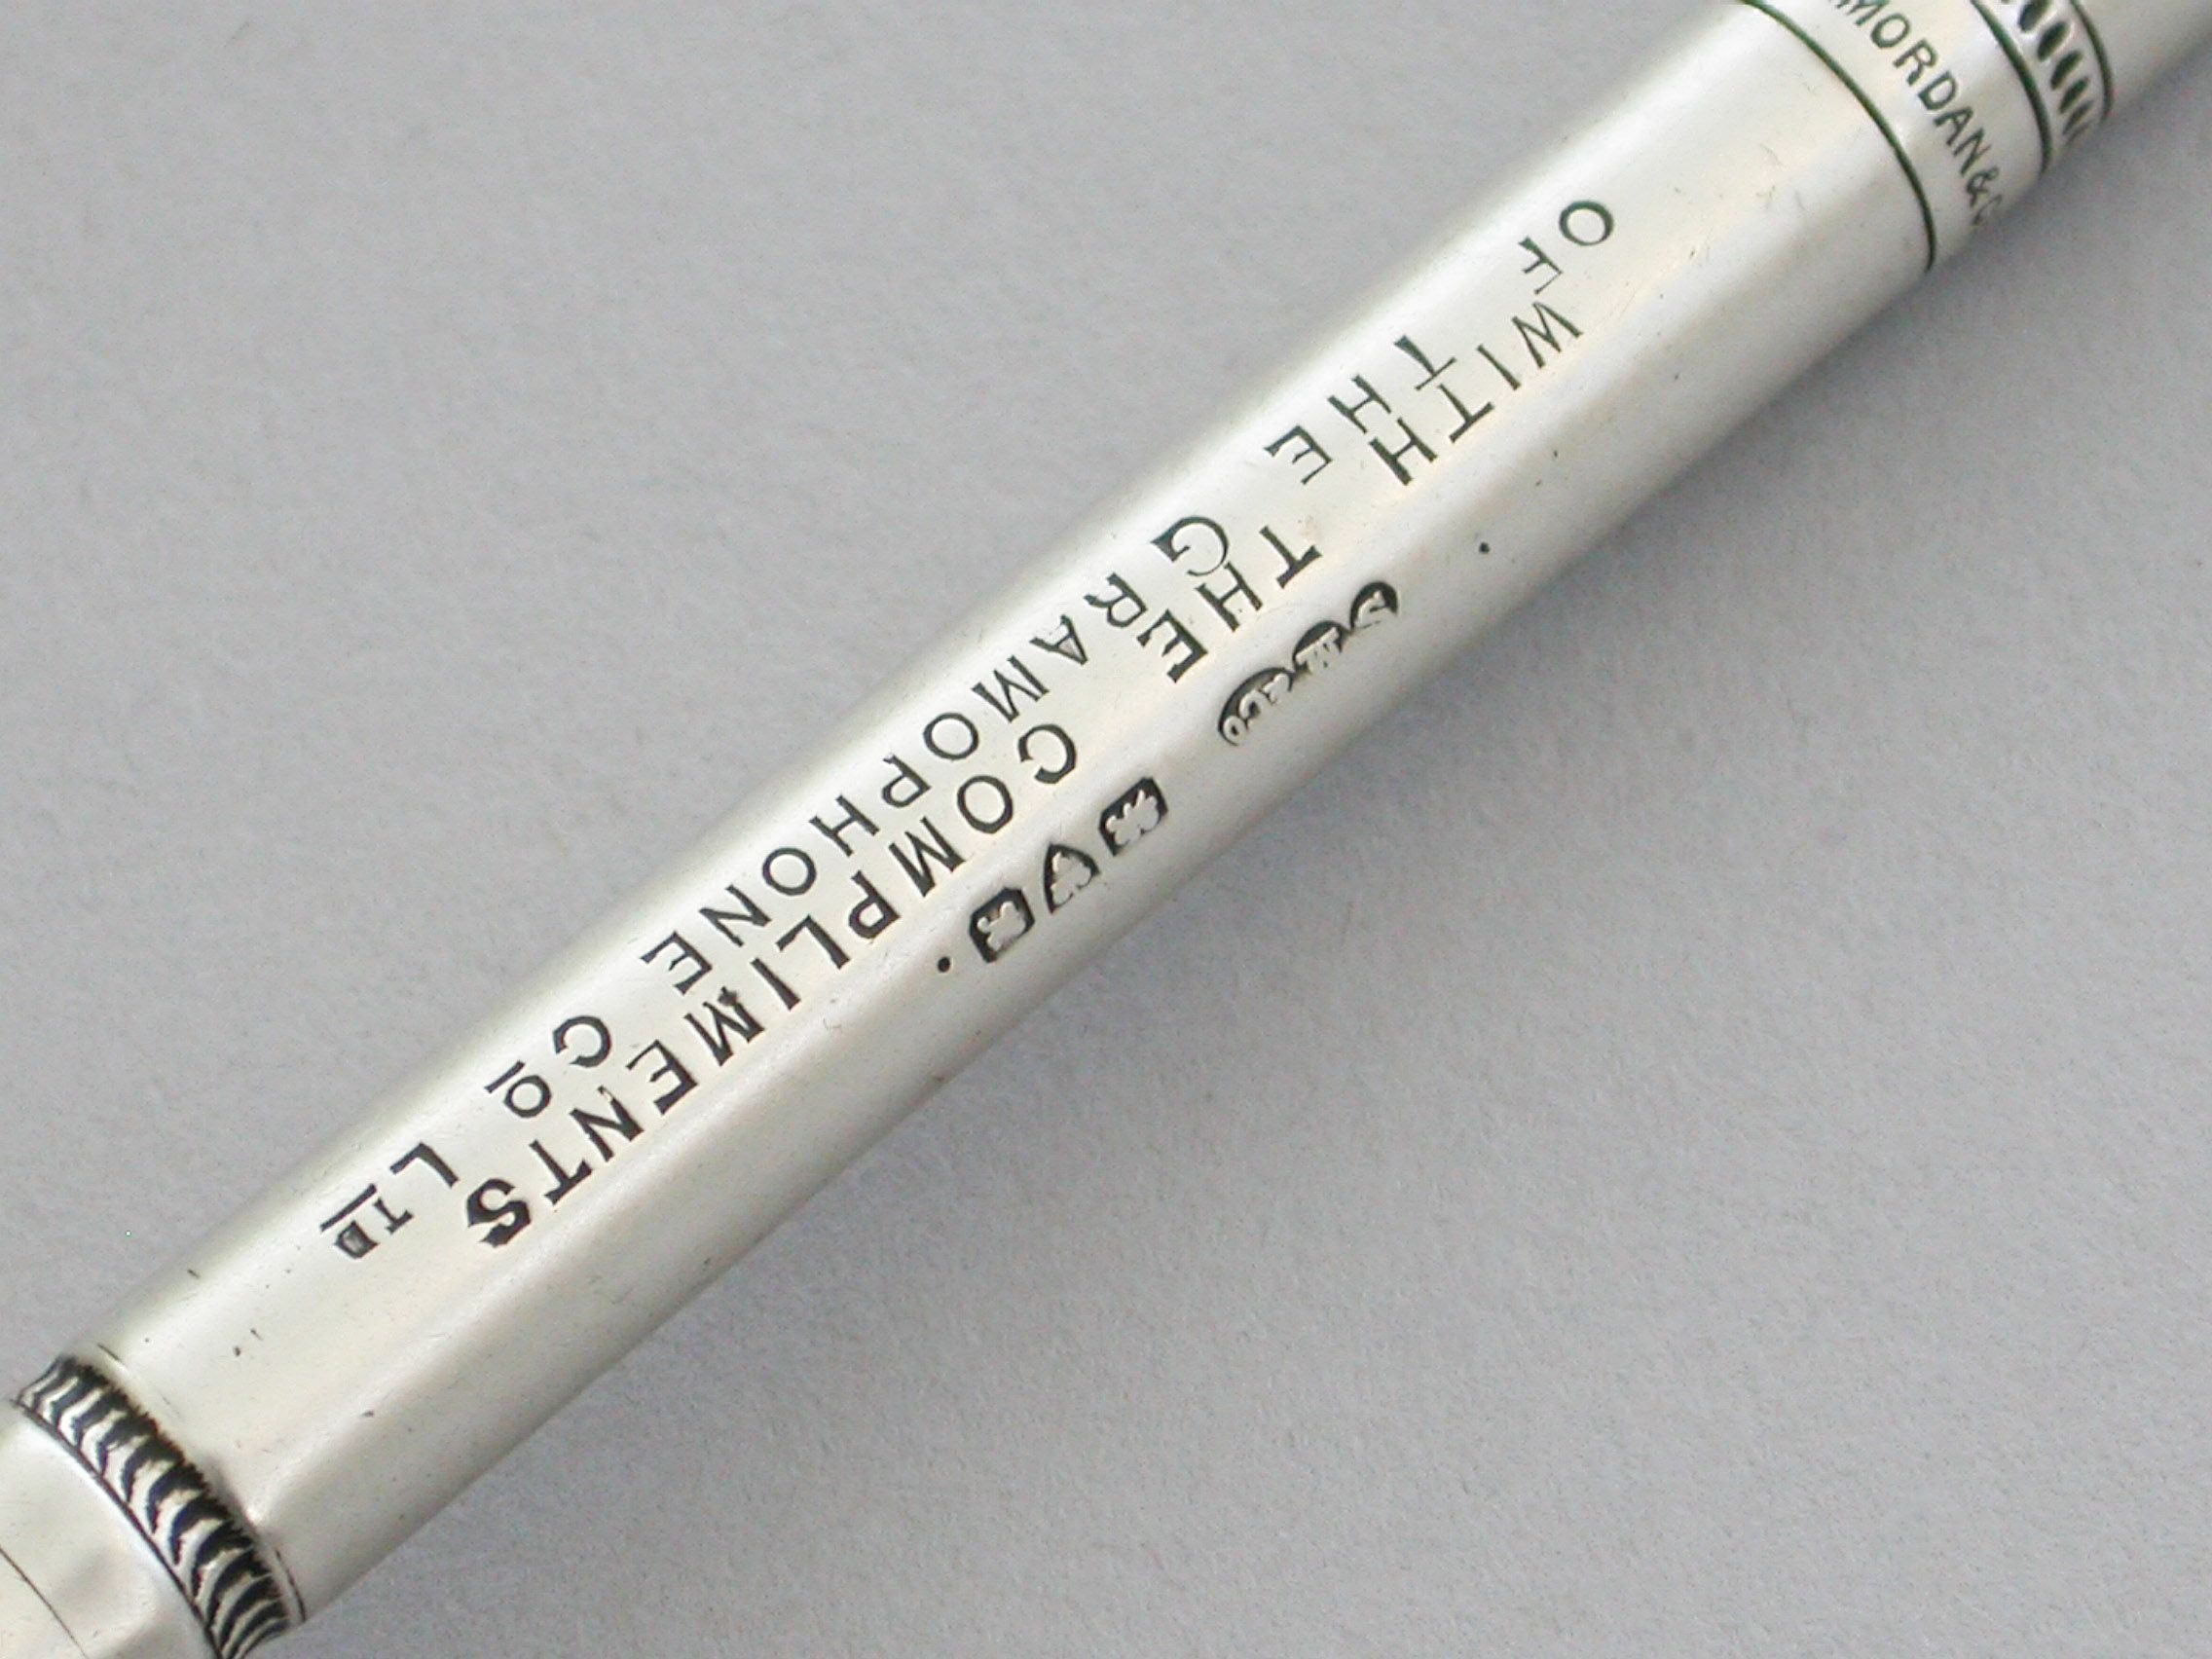 WITH THE COMPLIMENTS
OF THE GRAMOPHONE Co LTD
MORDAN&